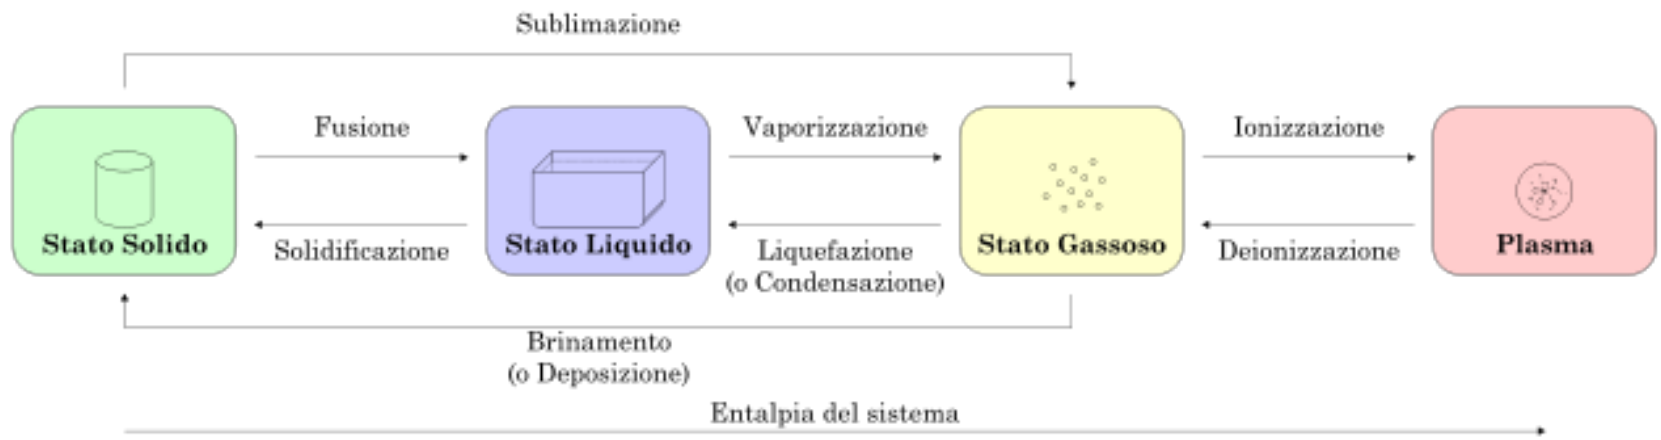 Sublimazione
Fusione
Vaporizzazione
Ionizzazione
Stato Solido
Stato Liquido
Stato Gassoso
Plasma
Solidificazione
Liquefazione
(o Condensazione)
Deionizzazione
Brinamento
(o Deposizione)
Entalpia del sistema